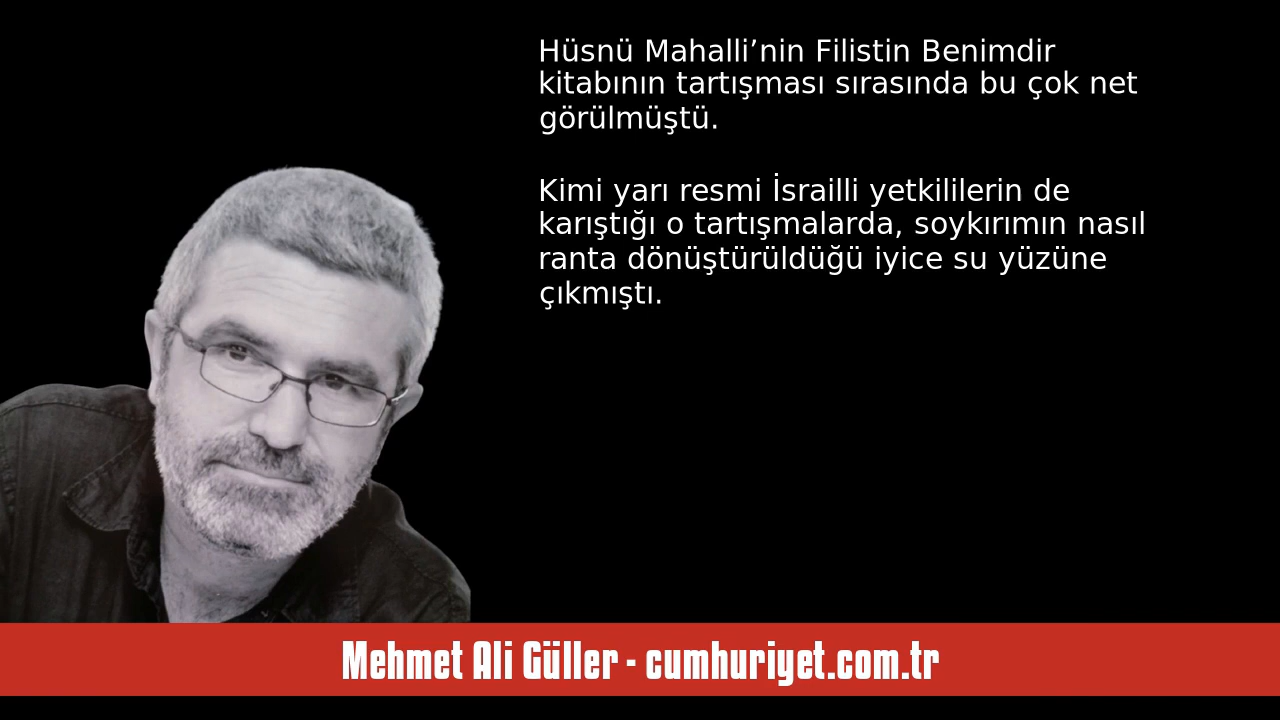 Hüsnü Mahalli’nin Filistin Benimdir
kitabının tartışması sırasında bu çok net
görülmüştü.
Kimi yarı resmi İsrailli yetkililerin de
karıştığı o tartışmalarda, soykırımın nasıl
ranta dönüştürüldüğü iyice su yüzüne
çıkmıştı.
Mehmet Ali Güller - cumhuriyet.com.tr